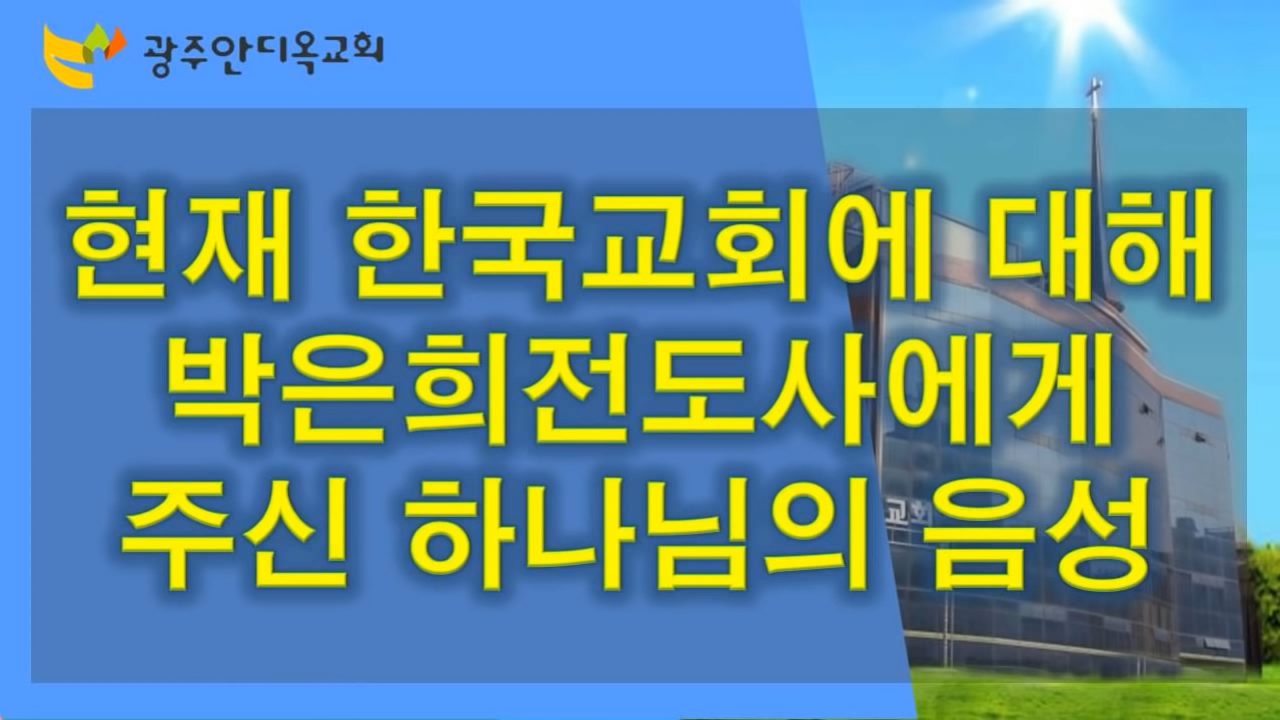 광주안디옥교회
현재 한국교회에 대해
박은희전도사에게
주신 하나님의 음성
교회